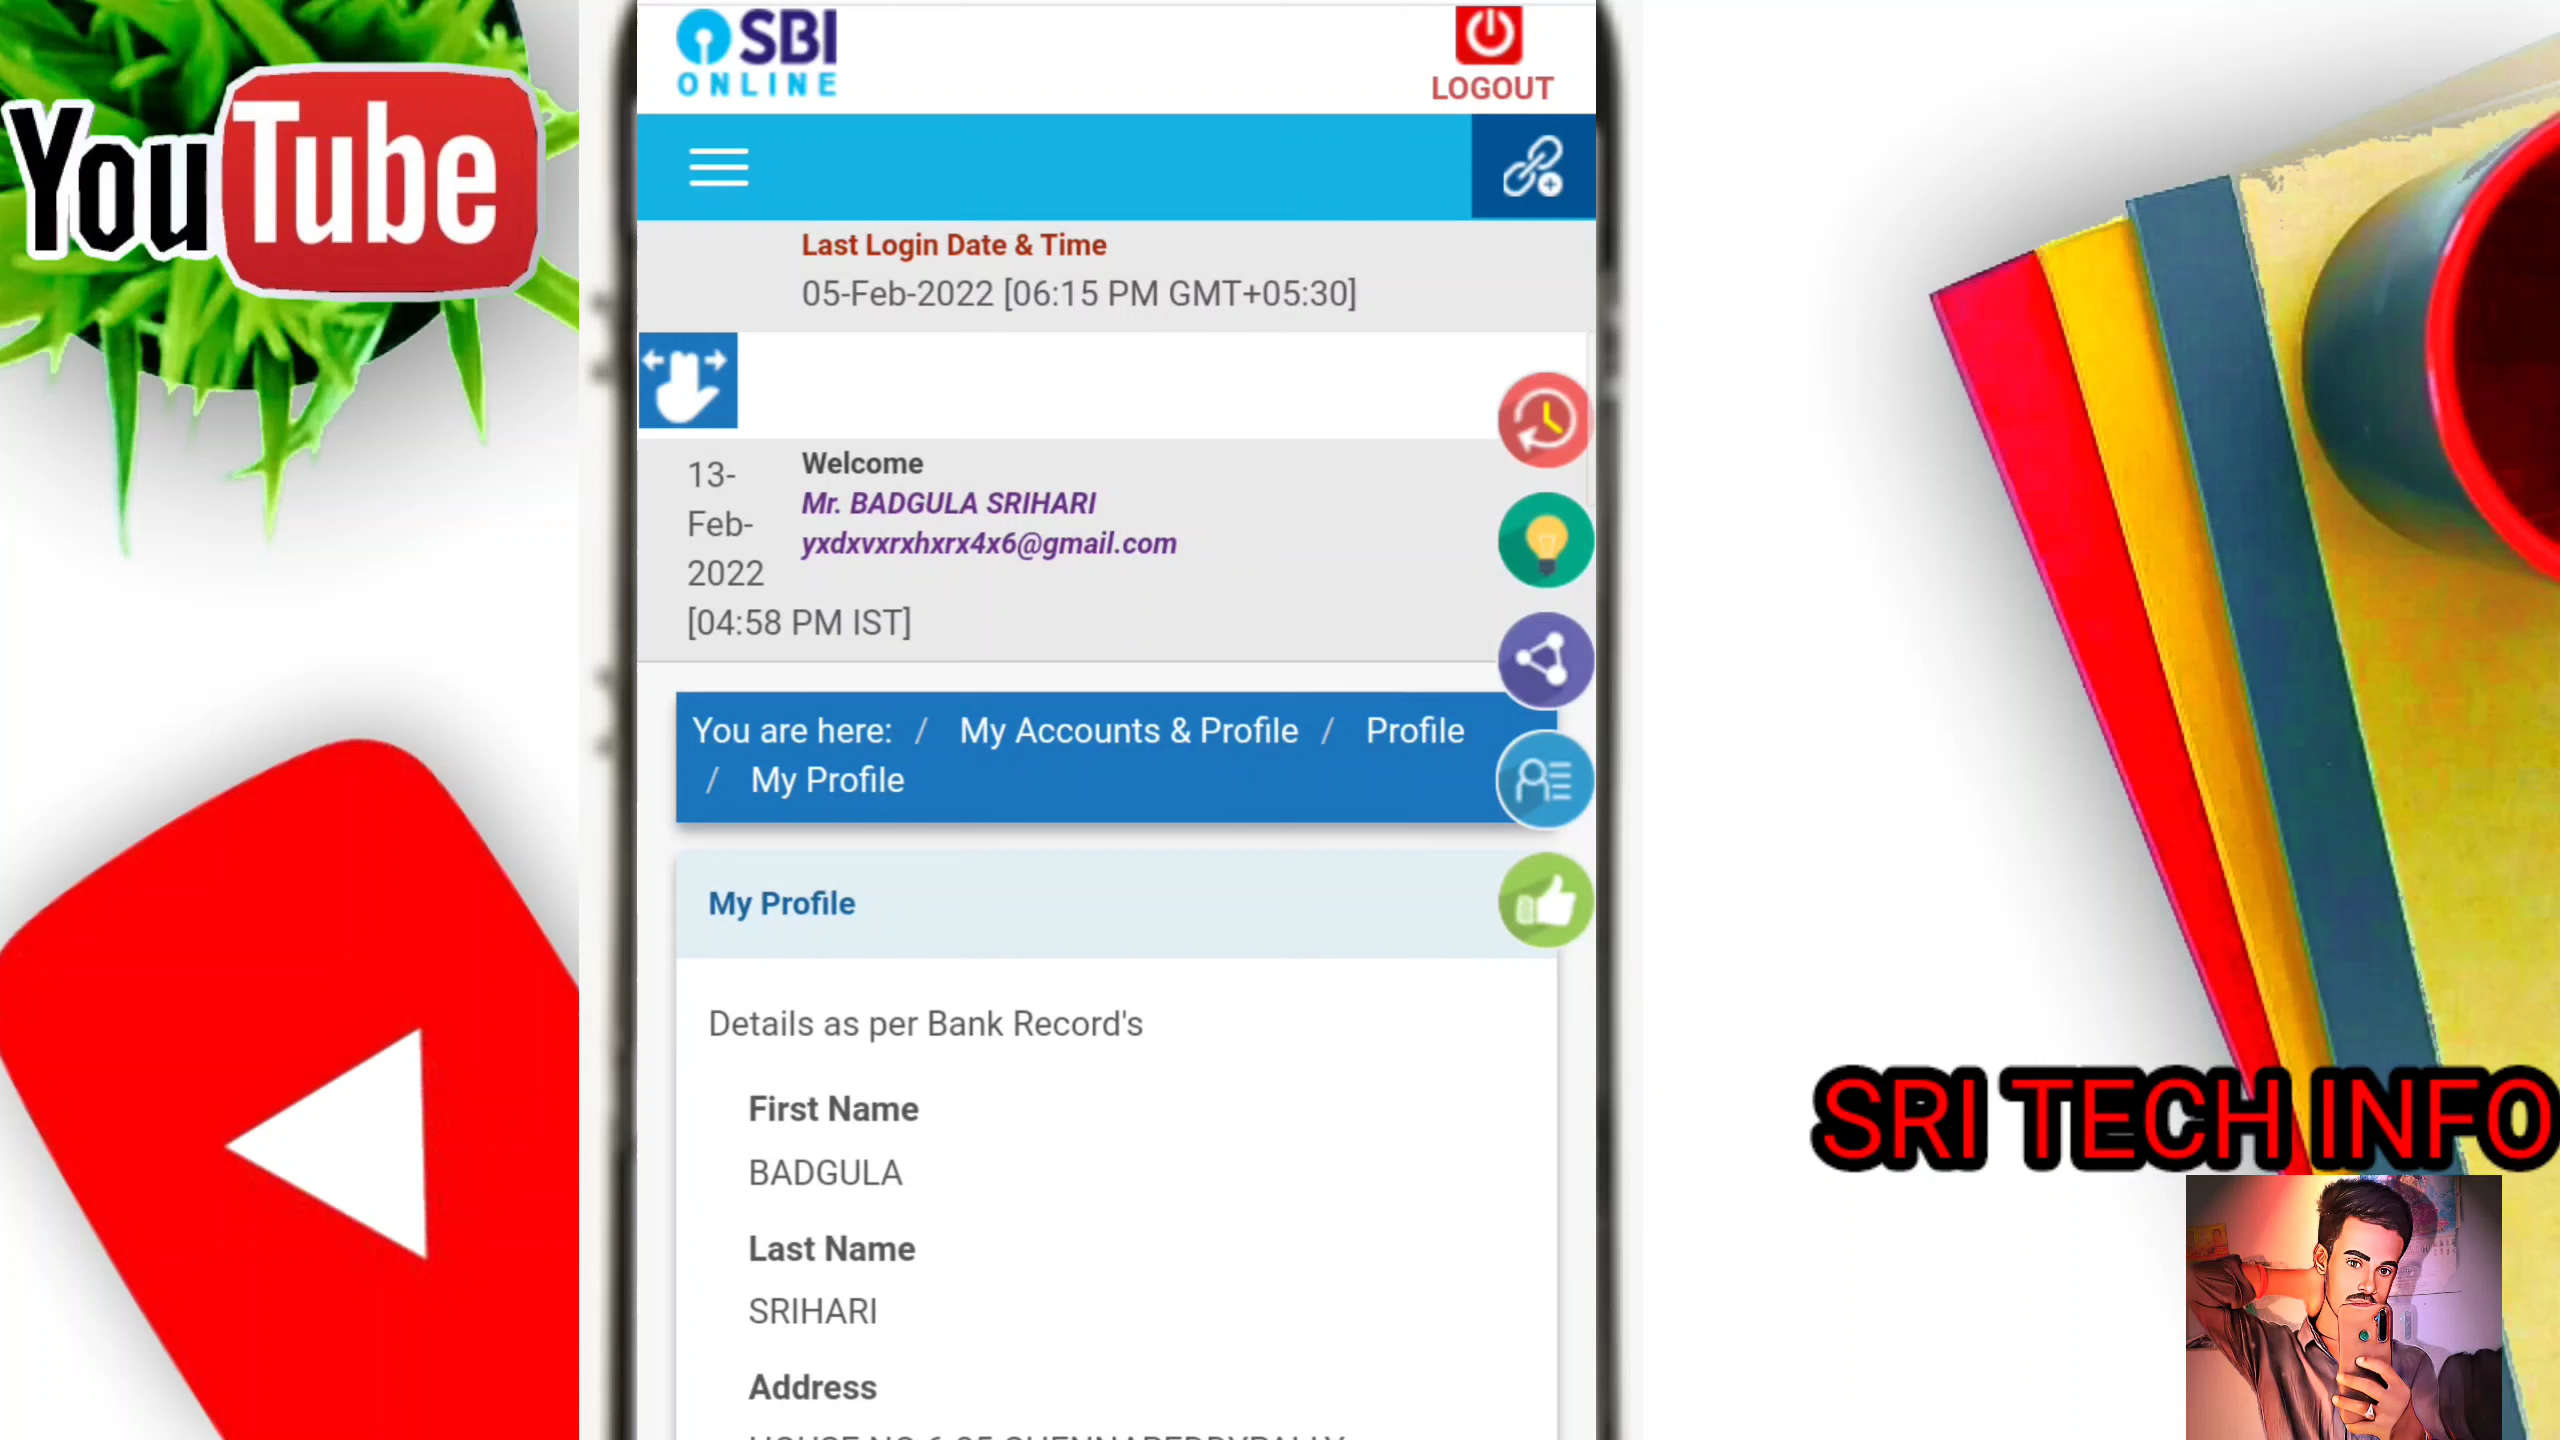 YouTube
SBI
ONLINE
LOGOUT
Last Login Date & Time
05-Feb-2022 [06:15 PM GMT+05:30]
Welcome
Mr. BADGULA SRIHARI
yxdxvxrxhxrx4x6@gmail.com
13-
Feb-
2022
[04:58 PM IST]
You are here: / My Accounts & Profile / Profile
/ My Profile
My Profile
Details as per Bank Record's
First Name
BADGULA
Last Name
SRIHARI
Address
SRI TECH INFO